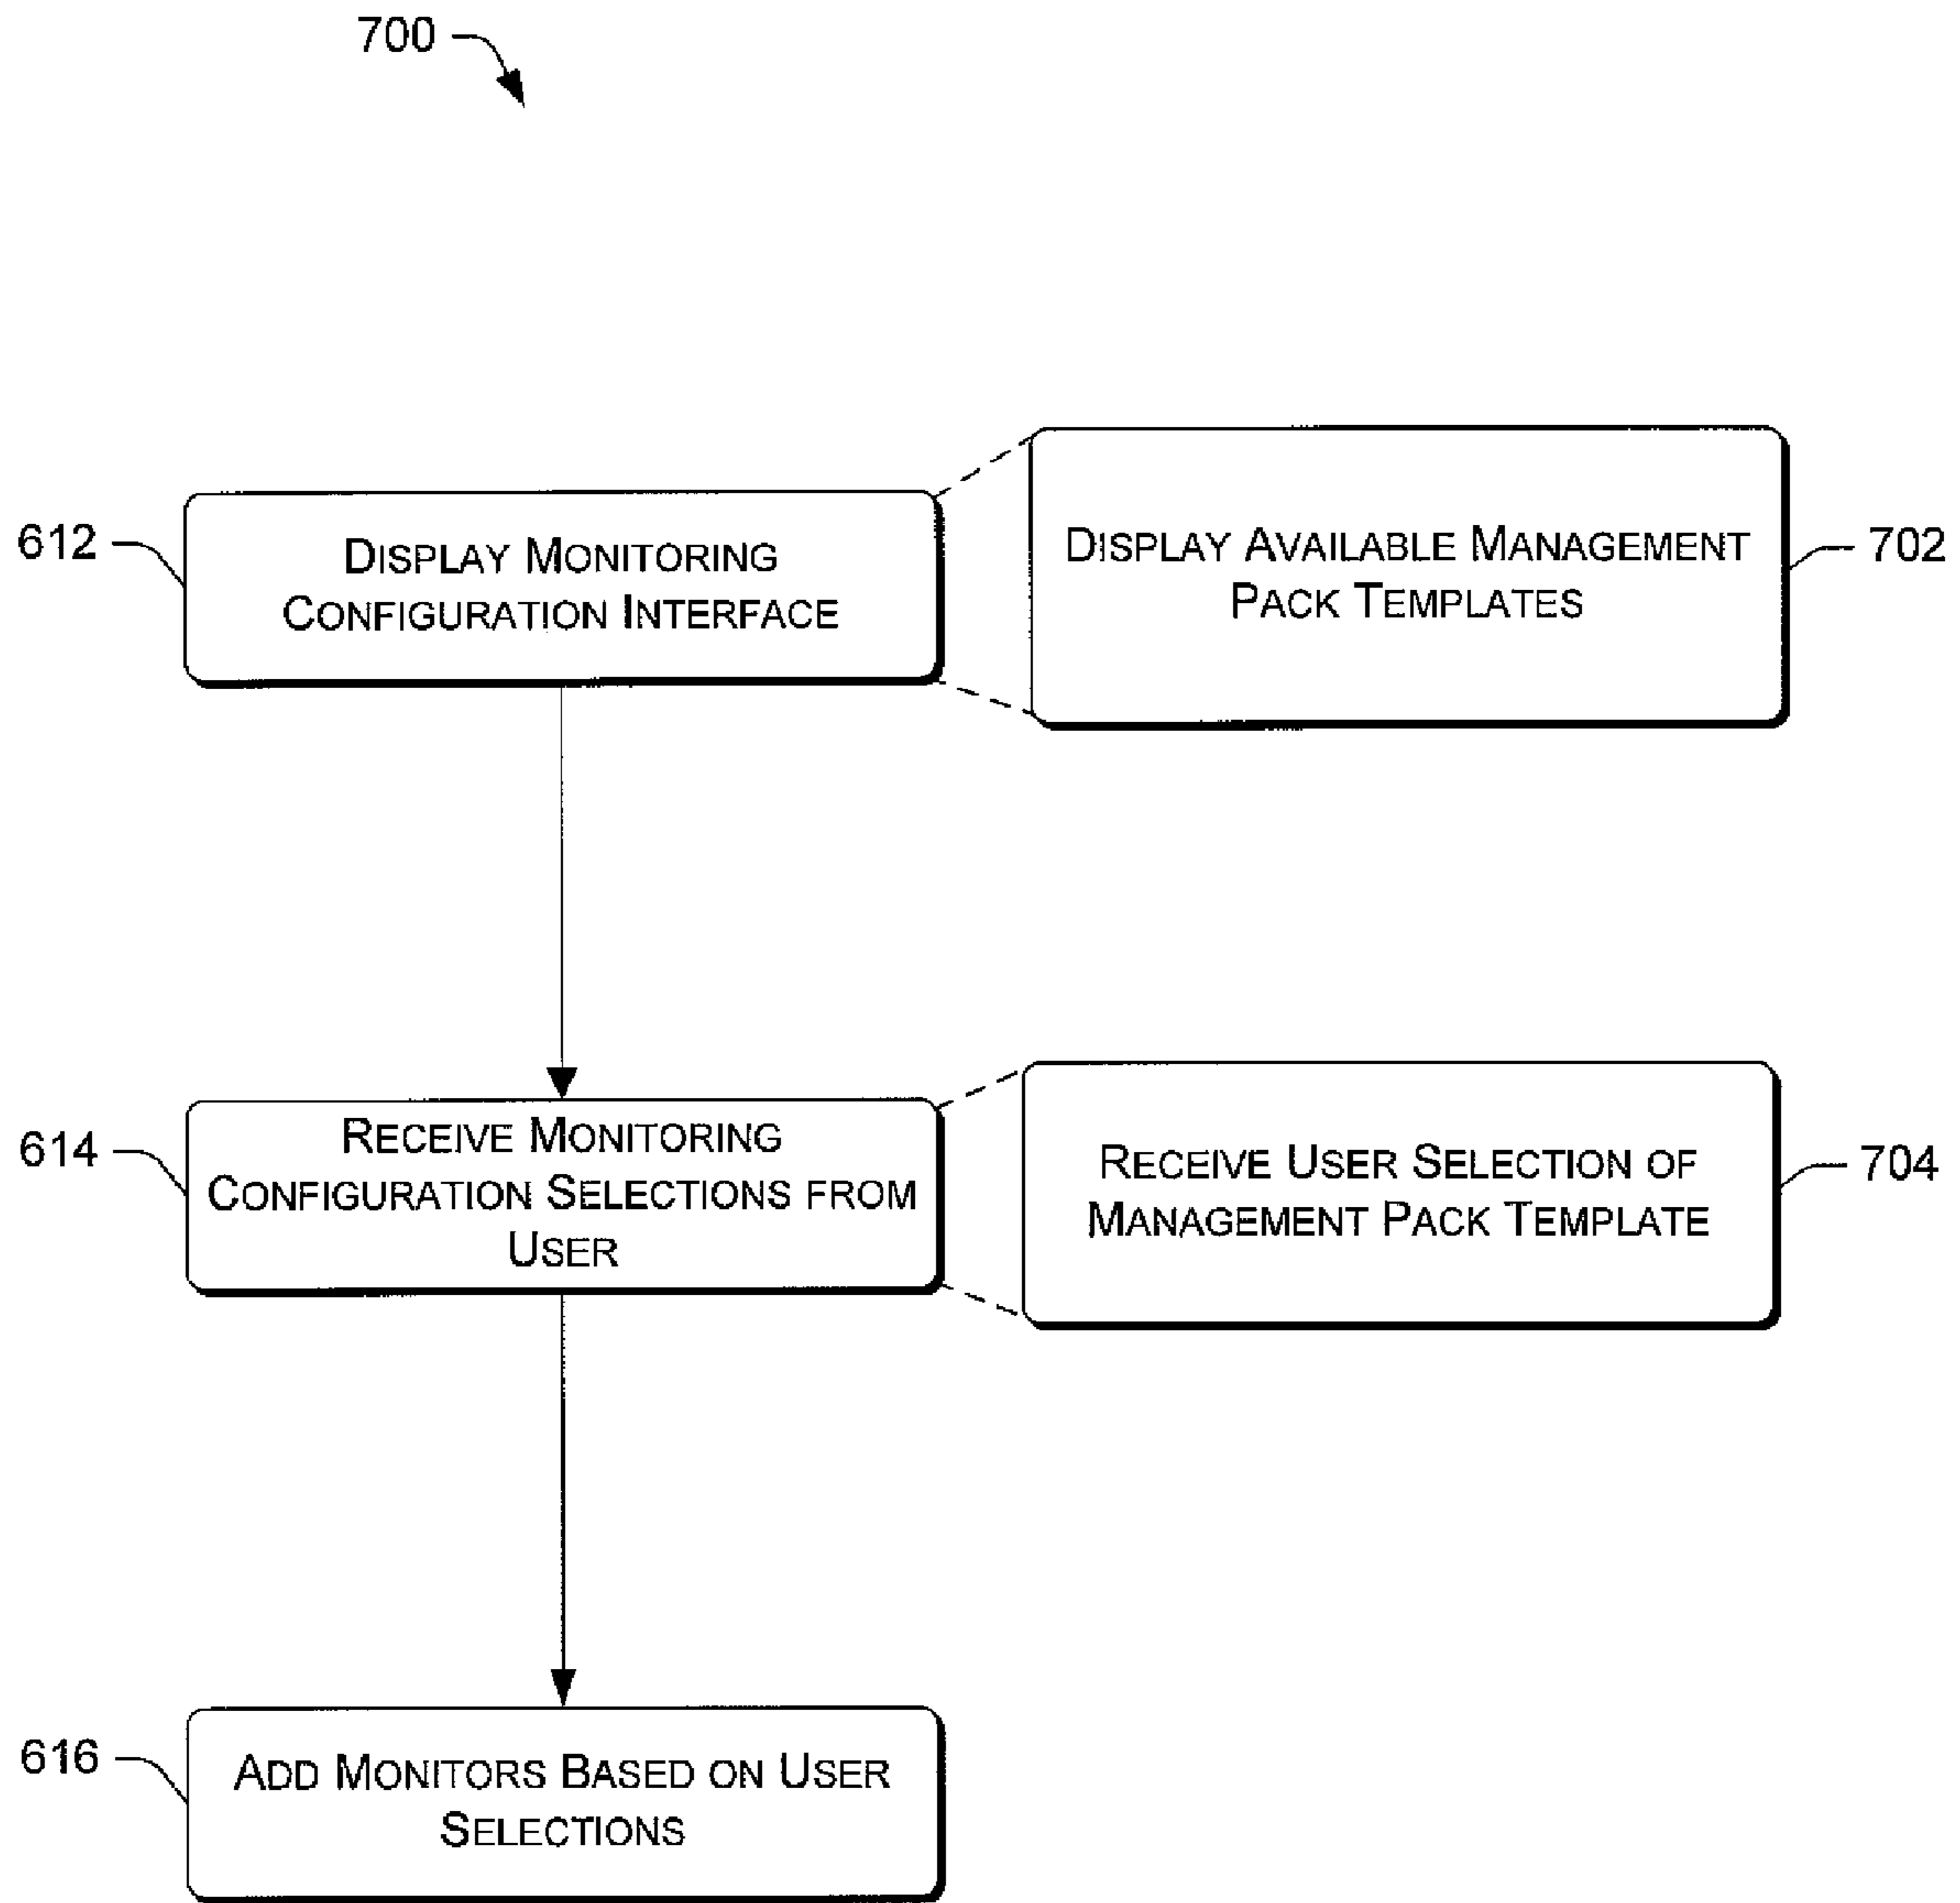 700
612
DISPLAY MONITORING
CONFIGURATION INTERFACE
DISPLAY AVAILABLE MANAGEMENT
PACK TEMPLATES
702
614
RECEIVE MONITORING
CONFIGURATION SELECTIONS FROM
USER
RECEIVE USER SELECTION OF
MANAGEMENT PACK TEMPLATE
704
616
ADD MONITORS BASED ON USER
SELECTIONS